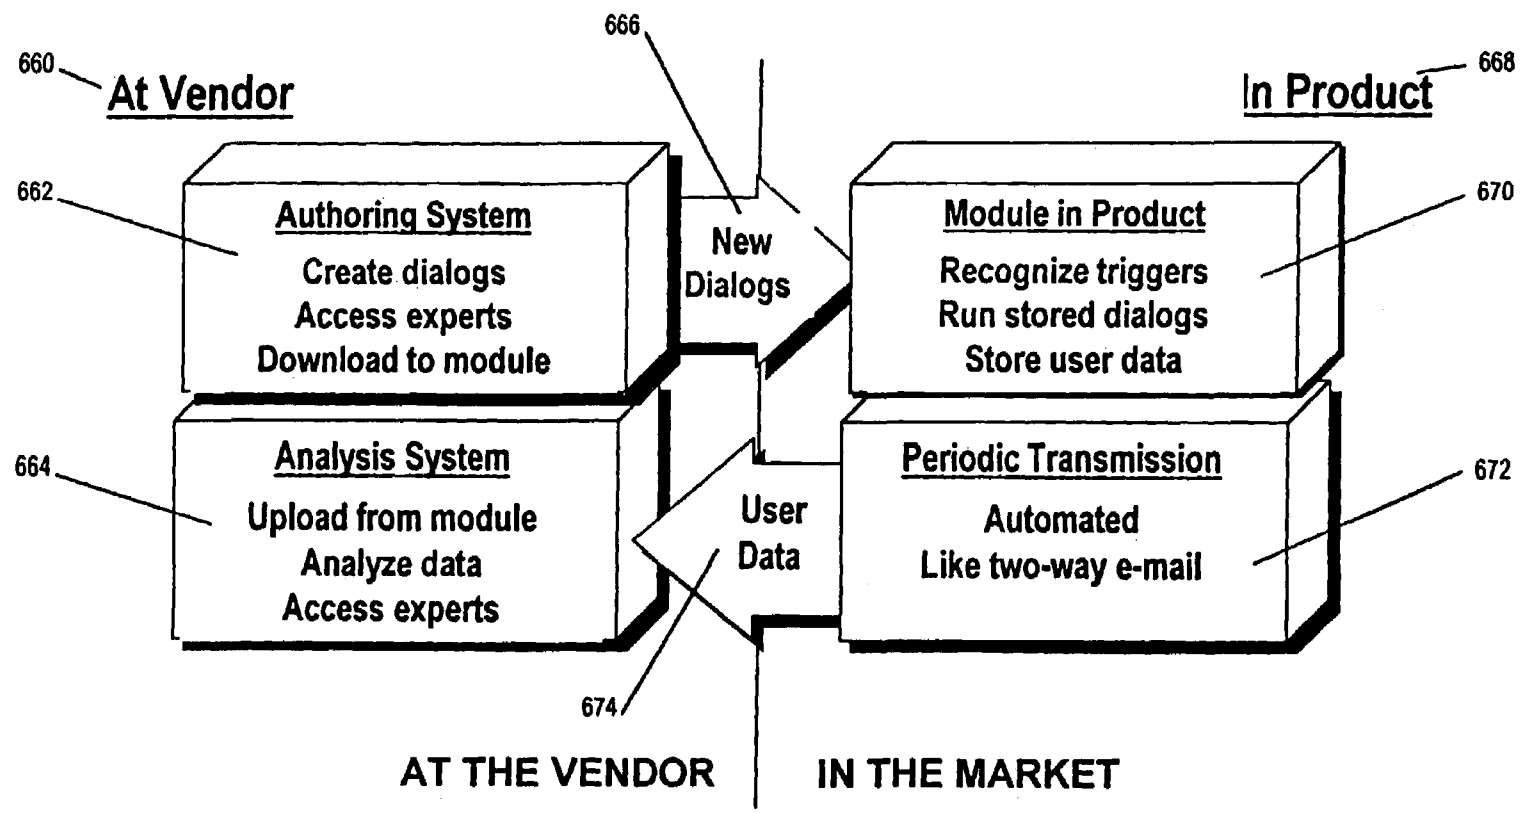 666
660
At Vendor
668
In Product
662
Authoring System
Create dialogs
Access experts
Download to module
New
Dialogs
670
Module in Product
Recognize triggers
Run stored dialogs
Store user data
664
Analysis System
Upload from module
Analyze data
Access experts
User
Data
672
Periodic Transmission
Automated
Like two-way e-mail
674
AT THE VENDOR
IN THE MARKET